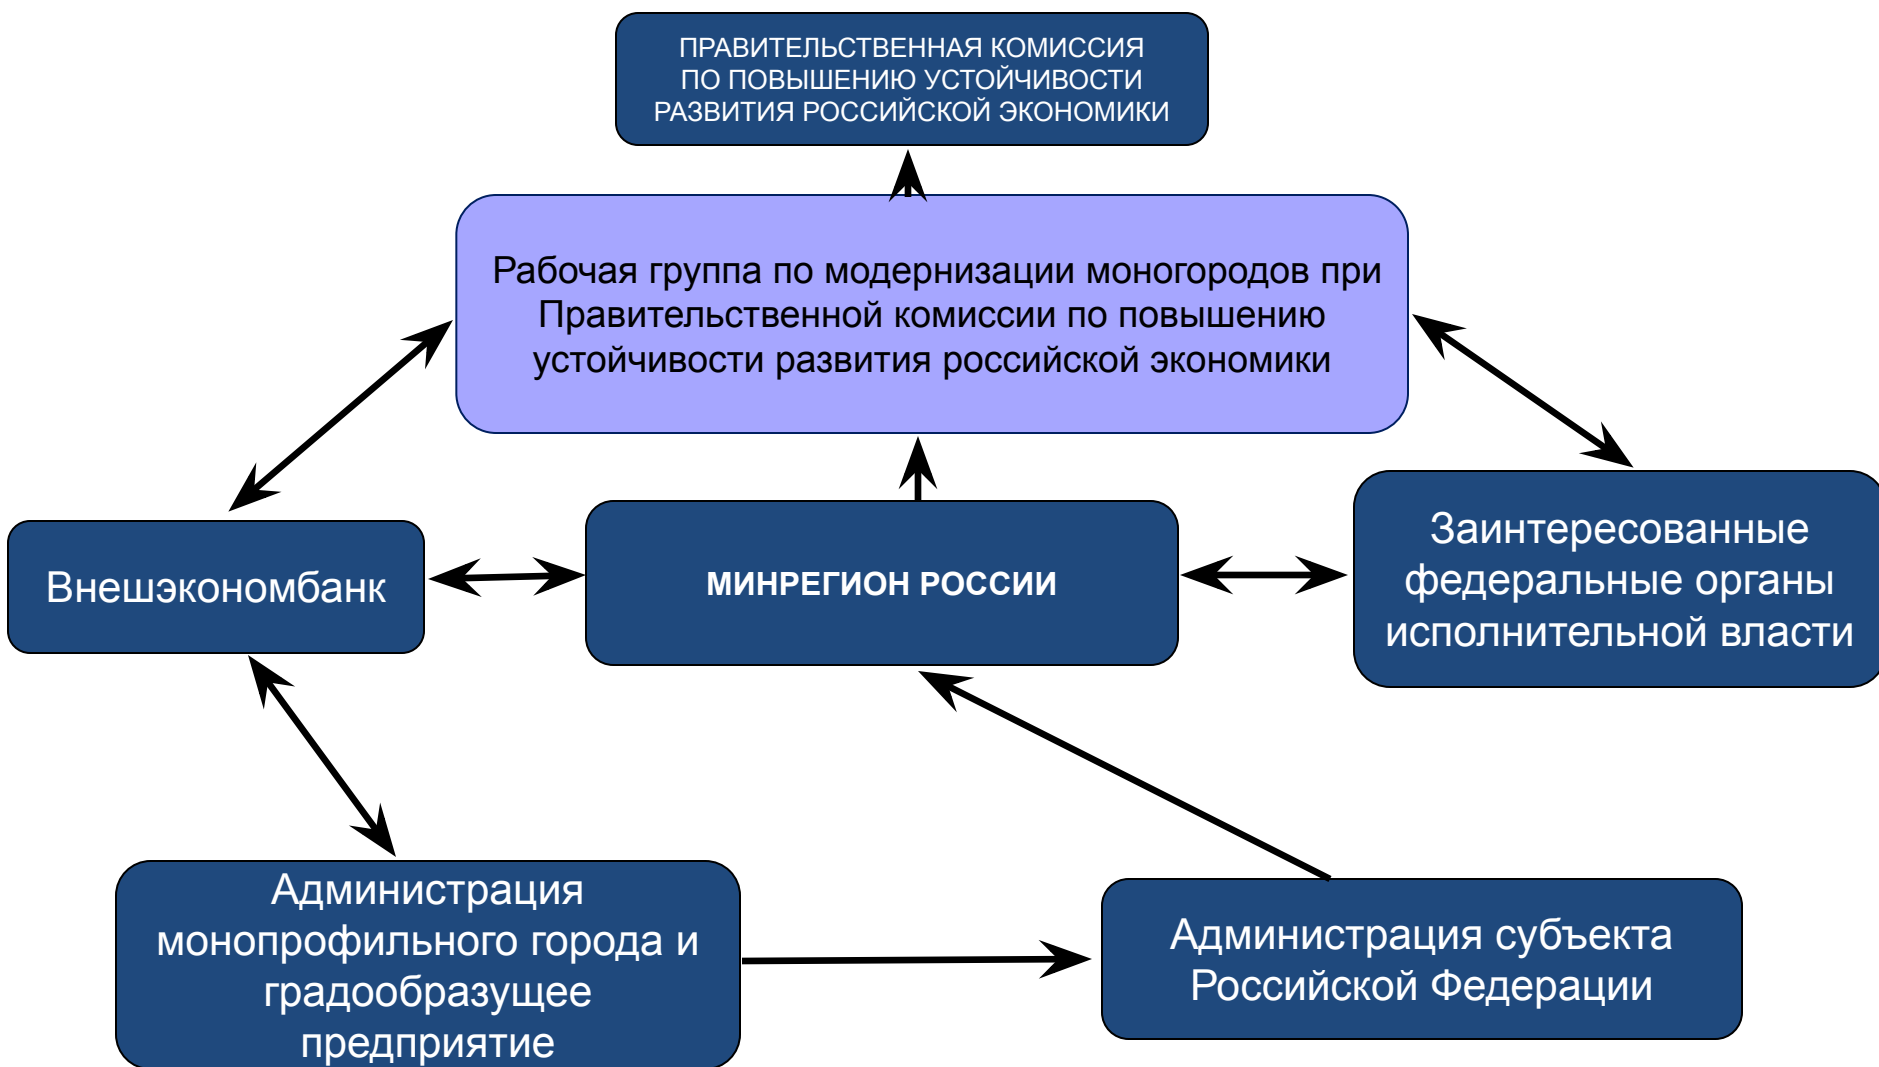 ПРАВИТЕЛЬСТВЕННАЯ КОМИССИЯ
ПО ПОВЫШЕНИЮ УСТОЙЧИВОСТИ
РАЗВИТИЯ РОССИЙСКОЙ ЭКОНОМИКИ
Рабочая группа по модернизации моногородов при
Правительственной комиссии по повышению
устойчивости развития российской экономики
Внешэкономбанк
МИНРЕГИОН РОССИИ
Заинтересованные
федеральные органы
исполнительной власти
Администрация
монопрофильного города и
градообразущее
предприятие
Администрация субъекта
Российской Федерации